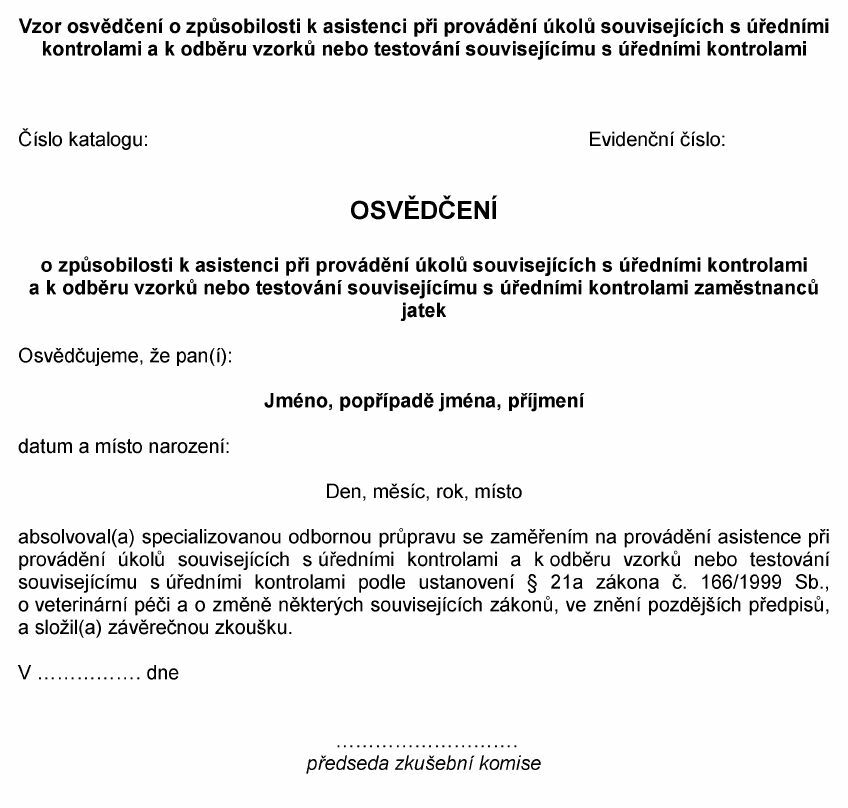 Vzor osvědčení o způsobilosti k asistenci při provádění úkolů souvisejících s úředními
kontrolami a k odběru vzorků nebo testování souvisejícímu s úředními kontrolami
Číslo katalogu: Evidenční číslo:
OSVĚDČENÍ
o způsobilosti k asistenci při provádění úkolů souvisejících s úředními kontrolami
a k odběru vzorků nebo testování souvisejícímu s úředními kontrolami zaměstnanců
jatek
Osvědčujeme, že pan(í):
Jméno, popřípadě jména, příjmení
datum a místo narození:
Den, měsíc, rok, místo
absolvoval(a) specializovanou odbornou průpravu se zaměřením na provádění asistence při
provádění úkolů souvisejících s úředními kontrolami a k odběru vzorků nebo testování
souvisejícímu s úředními kontrolami podle ustanovení § 21a zákona č. 166/1999 Sb.,
o veterinární péči a o změně některých souvisejících zákonů, ve znění pozdějších předpisů,
a složil(a) závěrečnou zkoušku.
V ……………. dne
……………………….
předseda zkušební komise